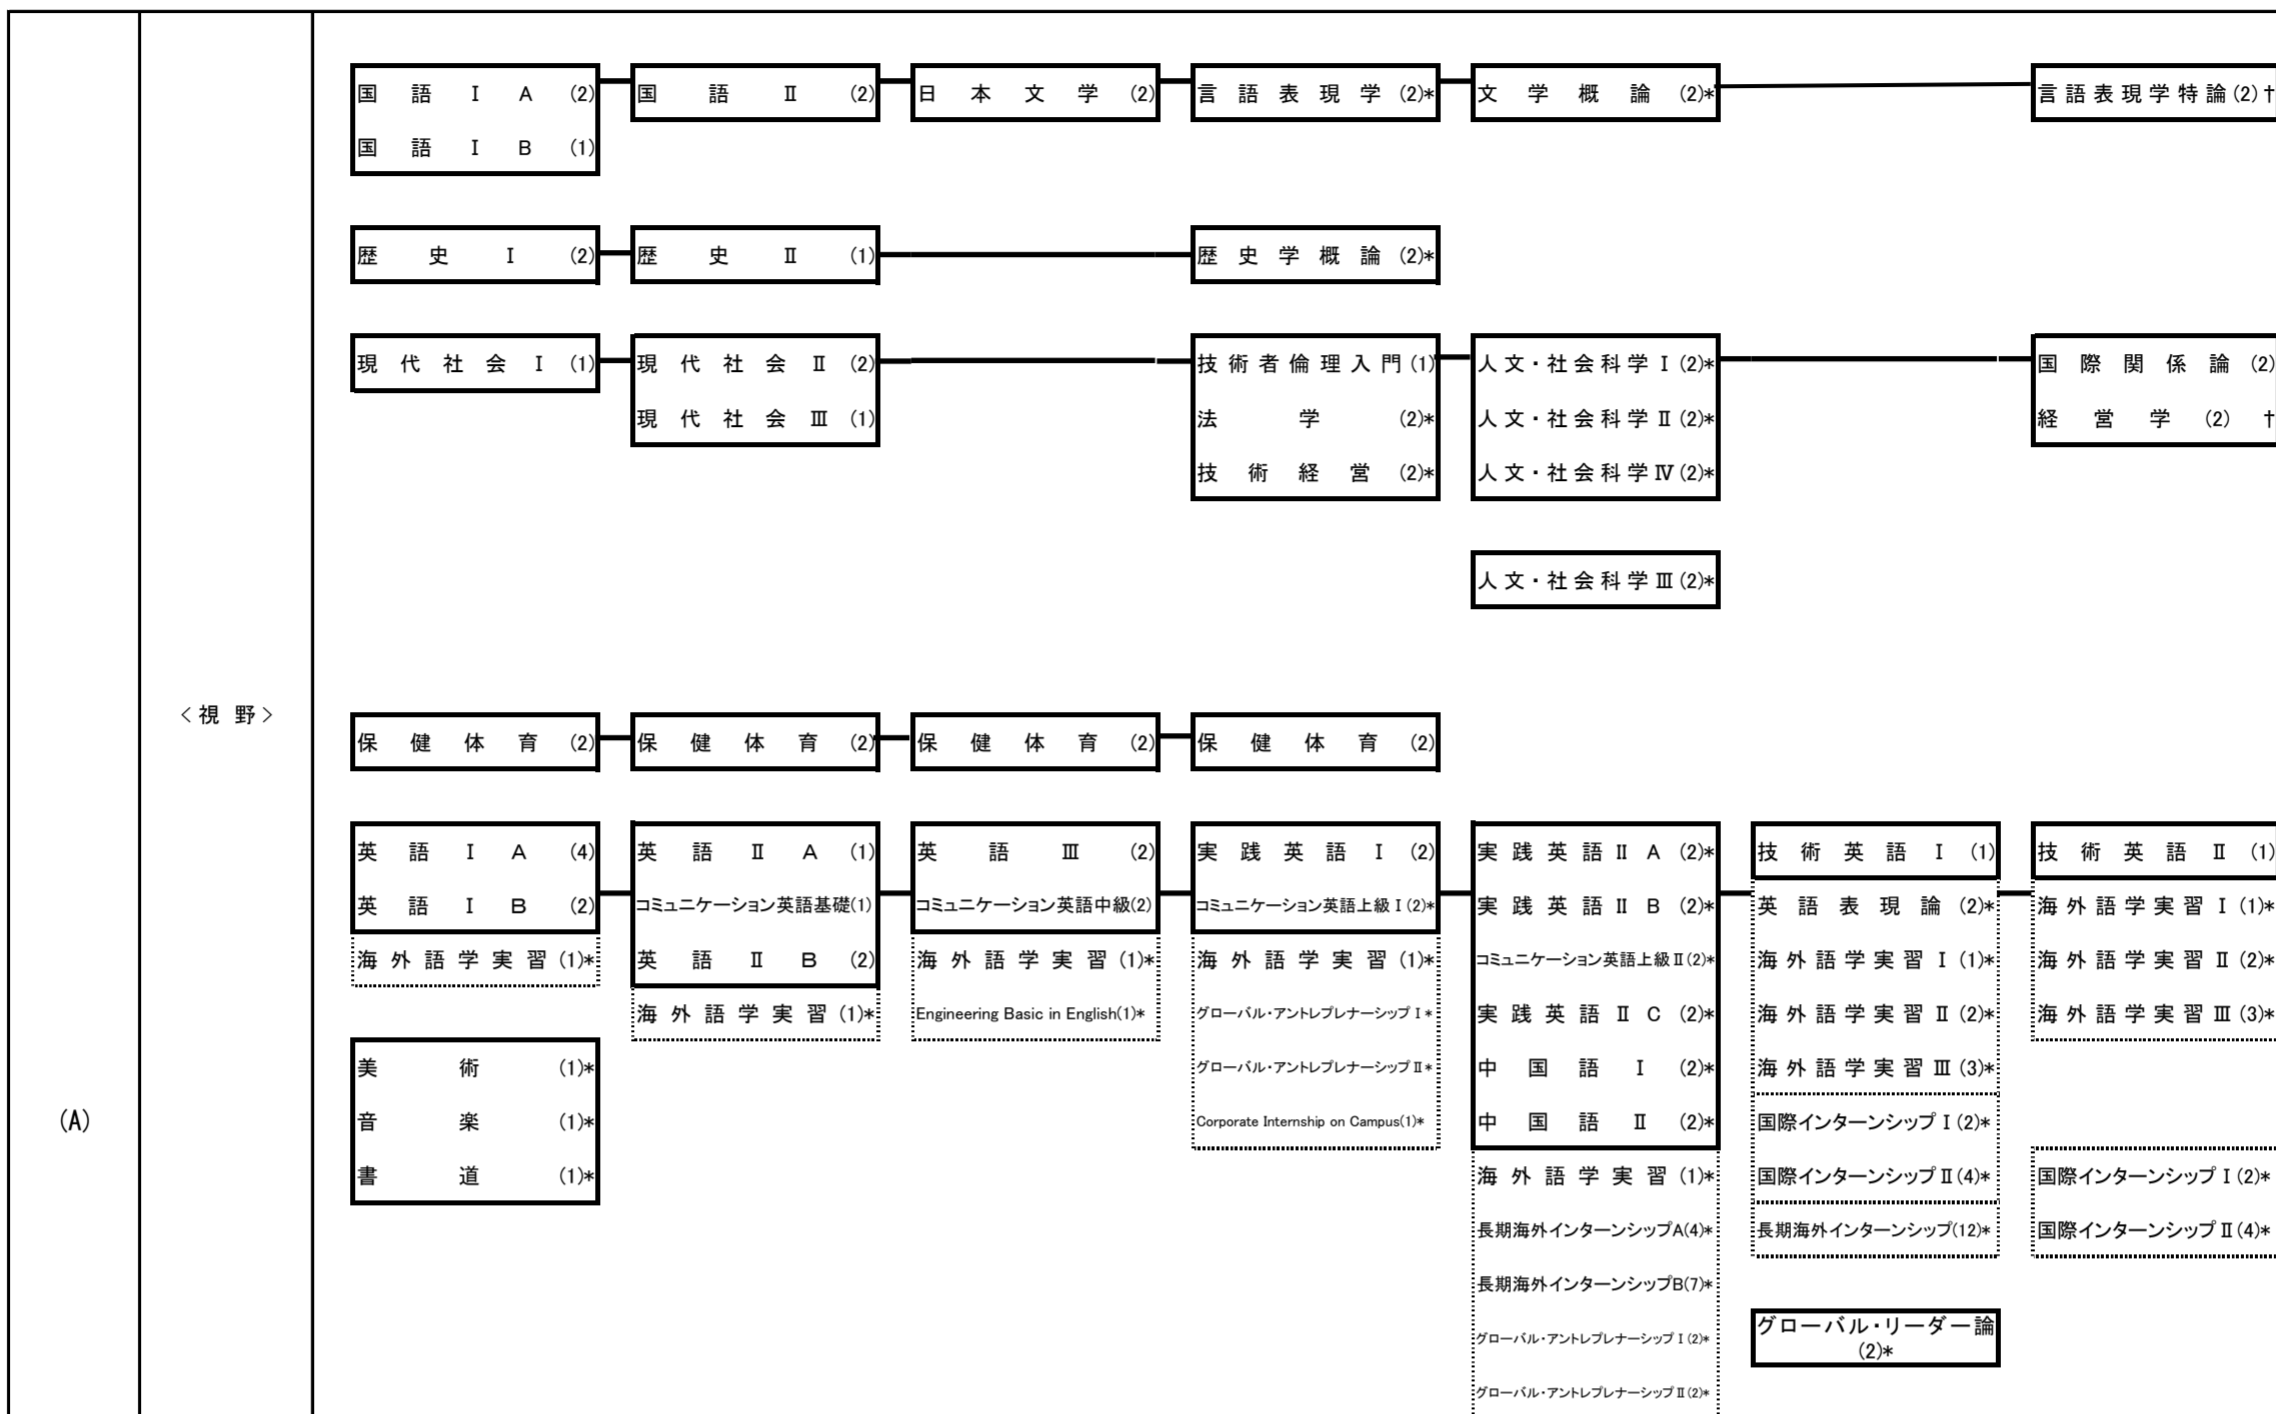 国語ⅠA (2) 国語Ⅱ (2) 日本文学 (2) 言語表現学 (2)* 文学概論 (2)* 言語表現学特論 (2) †
国語ⅠB (1)
歴史Ⅰ (2) 歴史Ⅱ (1) 歴史学概論 (2)*
現代社会Ⅰ (1) 現代社会Ⅱ (2) 技術者倫理入門 (1) 人文・社会科学Ⅰ (2)* 国際関係論 (2)
現代社会Ⅲ (1) 法学 (2)* 人文・社会科学Ⅱ (2)* 経営学 (2) †
技術経営 (2)* 人文・社会科学Ⅳ (2)*
人文・社会科学Ⅲ (2)*
<視野>
保健体育 (2) 保健体育 (2) 保健体育 (2) 保健体育 (2)
英語ⅠA (4) 英語ⅡA (1) 英語Ⅲ (2) 実践英語Ⅰ (2) 実践英語ⅡA (2)* 技術英語Ⅰ (1) 技術英語Ⅱ (1)
英語ⅠB (2) コミュニケーション英語基礎(1) コミュニケーション英語中級(2) コミュニケーション英語上級Ⅰ(2)* 実践英語ⅡB (2)* 英語表現論 (2)* 海外語学実習Ⅰ (1)*
海外語学実習 (1)* 英語ⅡB (2) 海外語学実習 (1)* 海外語学実習 (1)* コミュニケーション英語上級Ⅱ(2)* 海外語学実習Ⅰ (1)* 海外語学実習Ⅱ (2)*
海外語学実習 (1)* Engineering Basic in English(1)* グローバル・アントレプレナーシップⅠ* 実践英語ⅡC (2)* 海外語学実習Ⅱ (2)* 海外語学実習Ⅲ (3)*
美術 (1)* グローバル・アントレプレナーシップⅡ* 中国語Ⅰ (2)* 海外語学実習Ⅲ (3)*
(A) 音楽 (1)* Corporate Internship on Campus(1)* 中国語Ⅱ (2)* 国際インターンシップⅠ(2)*
書道 (1)* 海外語学実習 (1)* 国際インターンシップⅡ(4)* 国際インターンシップⅠ(2)*
長期海外インターンシップA(4)* 長期海外インターンシップ(12)* 国際インターンシップⅡ(4)*
長期海外インターンシップB(7)*
グローバル・アントレプレナーシップⅠ(2)* グローバル・リーダー論
(2)*
グローバル・アントレプレナーシップⅡ(2)*